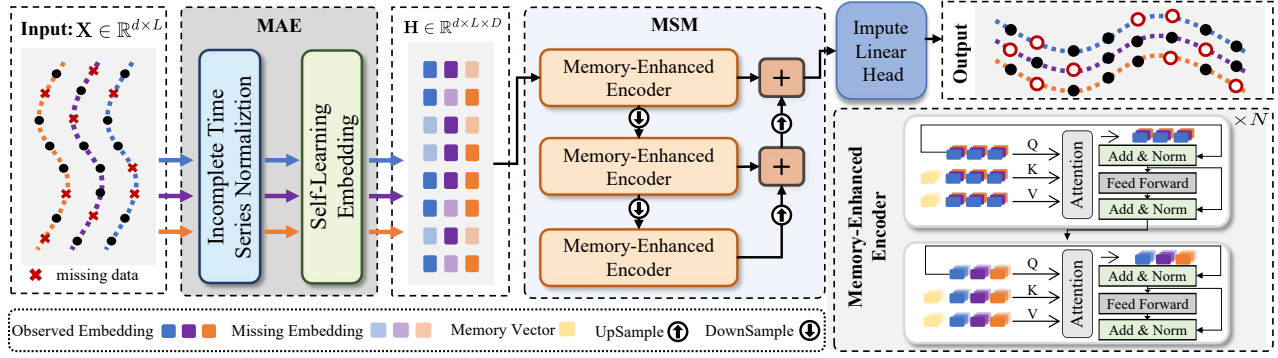 Input: X ∈ ℝ^{d×L}
missing data
MAE
Incomplete Time
Series Normalization
Self-Learning
Embedding
H ∈ ℝ^{d×L×D}
MSM
Memory-Enhanced
Encoder
Memory-Enhanced
Encoder
Memory-Enhanced
Encoder
+
+
Impute
Linear
Head
Output
Memory-Enhanced
Encoder
×N
Q
K
V
Attention
Add & Norm
Feed Forward
Add & Norm
Q
K
V
Attention
Add & Norm
Feed Forward
Add & Norm
Observed Embedding
Missing Embedding
Memory Vector
UpSample
DownSample